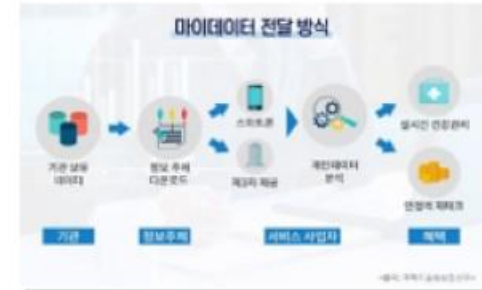 마이데이터 전달 방식
스마트폰
실시간 건강관리
기관 보유
데이터
정보 주체
다운로드
제3자 제공
개인데이터
분석
맞춤형 재테크
기관
정보주체
서비스 사업자
혜택